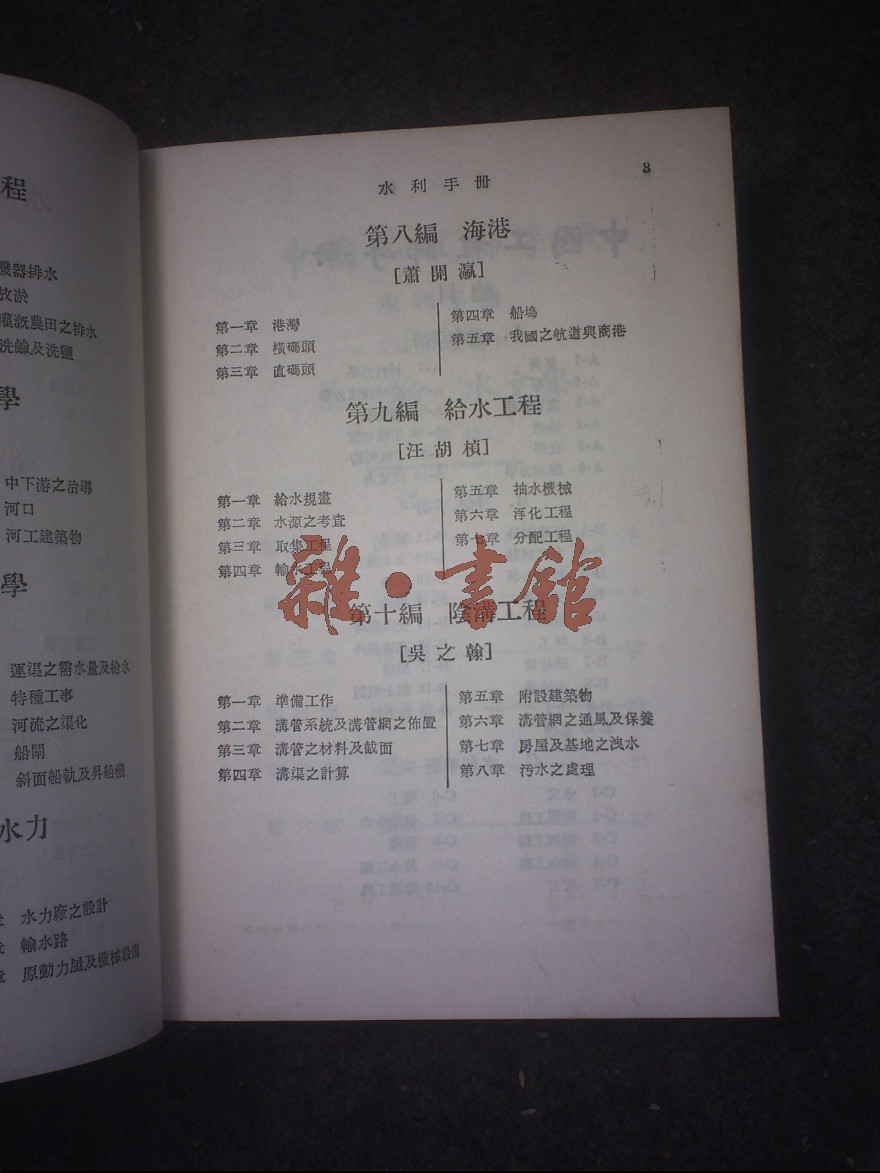 程
機器排水
放淤
灌溉農田之排水
洗鹼及洗鹽
學
中下游之治導
河口
河工建築物
學
運渠之需水量及給水
特種工事
河流之渠化
船閘
斜面船軌及昇船機
水力
水力廠之設計
輸水路
原動力屋及機械設備
水利手冊
3
第八編 海港
[蕭開瀛]
第一章 港灣
第二章 橫碼頭
第三章 直碼頭
第四章 船塢
第五章 我國之航道與商港
第九編 給水工程
[汪胡楨]
第一章 給水規畫
第二章 水源之考查
第三章 取集工程
第四章 輸水工程
第五章 抽水機械
第六章 淨化工程
第七章 分配工程
雜·書館
第十編 陰溝工程
[吳之翰]
第一章 準備工作
第二章 溝管系統及溝管網之佈置
第三章 溝管之材料及截面
第四章 溝渠之計算
第五章 附設建築物
第六章 溝管網之通風及保養
第七章 房屋及基地之洩水
第八章 污水之處理